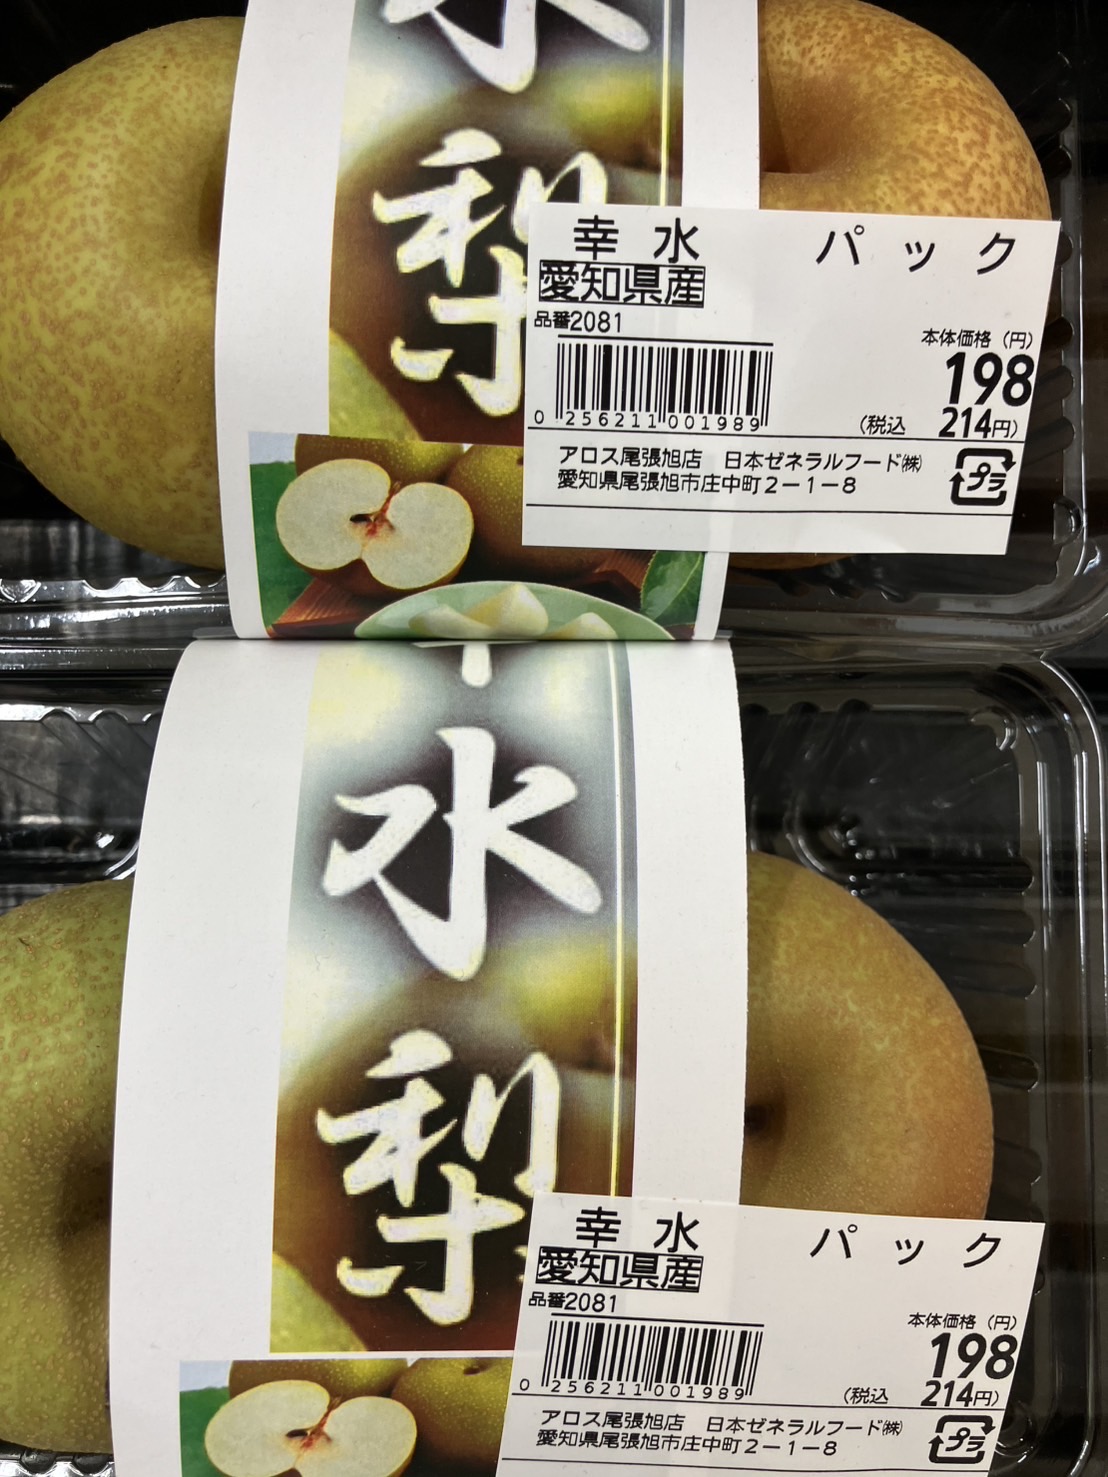 水
梨
幸水 パック
愛知県産
品番2081
本体価格 (円)
198
0 256211 001989
(税込 214円)
アロス尾張旭店 日本ゼネラルフード㈱
愛知県尾張旭市庄中町2-1-8
プラ
水
梨
幸水 パック
愛知県産
品番2081
本体価格 (円)
198
0 256211 001989
(税込 214円)
アロス尾張旭店 日本ゼネラルフード㈱
愛知県尾張旭市庄中町2-1-8
プラ